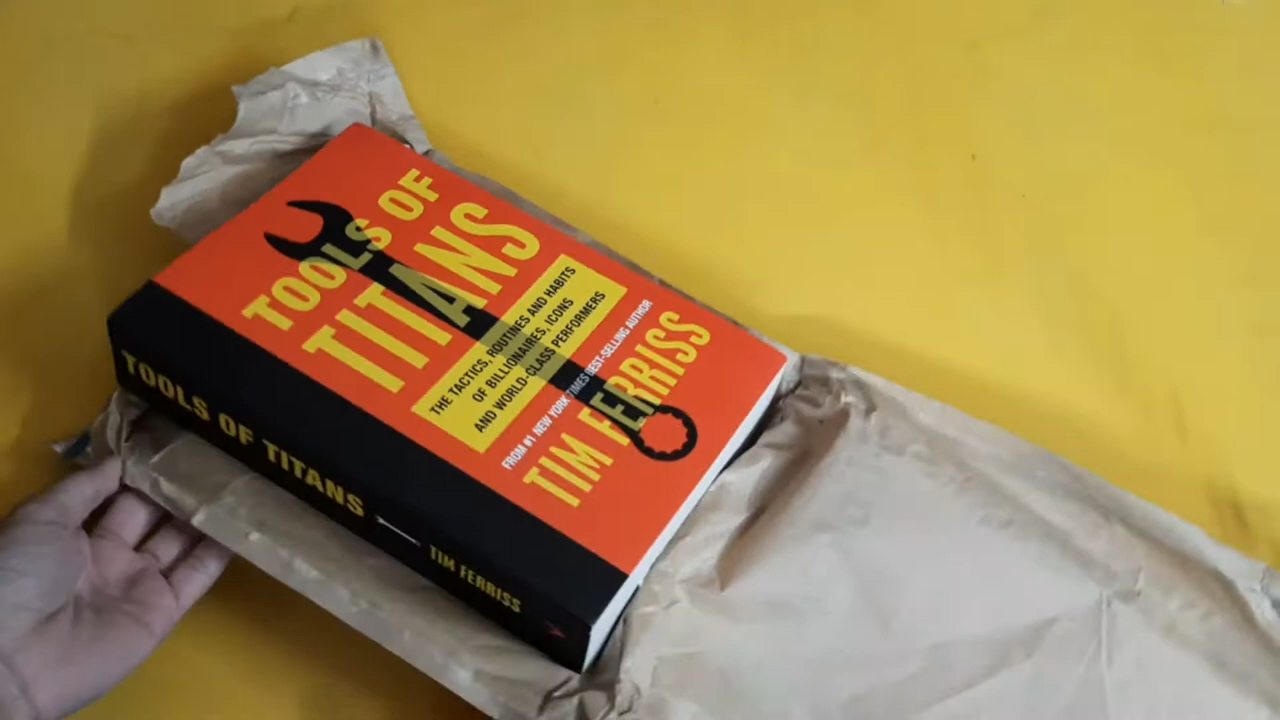 TOOLS OF
TITANS
THE TACTICS, ROUTINES AND HABITS
OF BILLIONAIRES, ICONS
AND WORLD-CLASS PERFORMERS
FROM #1 NEW YORK TIMES BEST-SELLING AUTHOR
TIM FERRISS
TOOLS OF TITANS TIM FERRISS